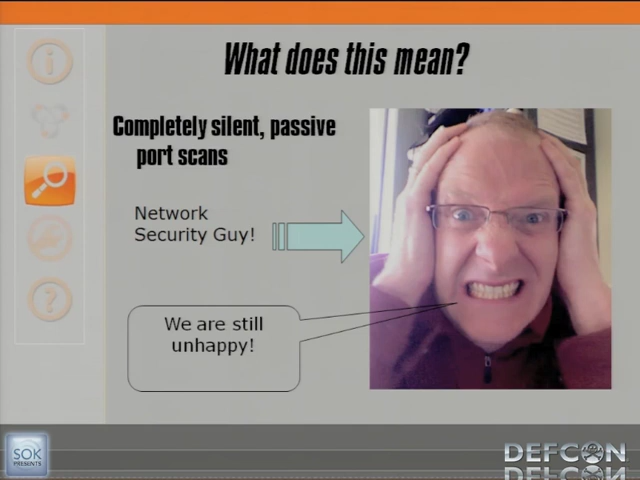 What does this mean?
Completely silent, passive
port scans
Network
Security Guy!
We are still
unhappy!
SOK
PRESENTS
DEFCON